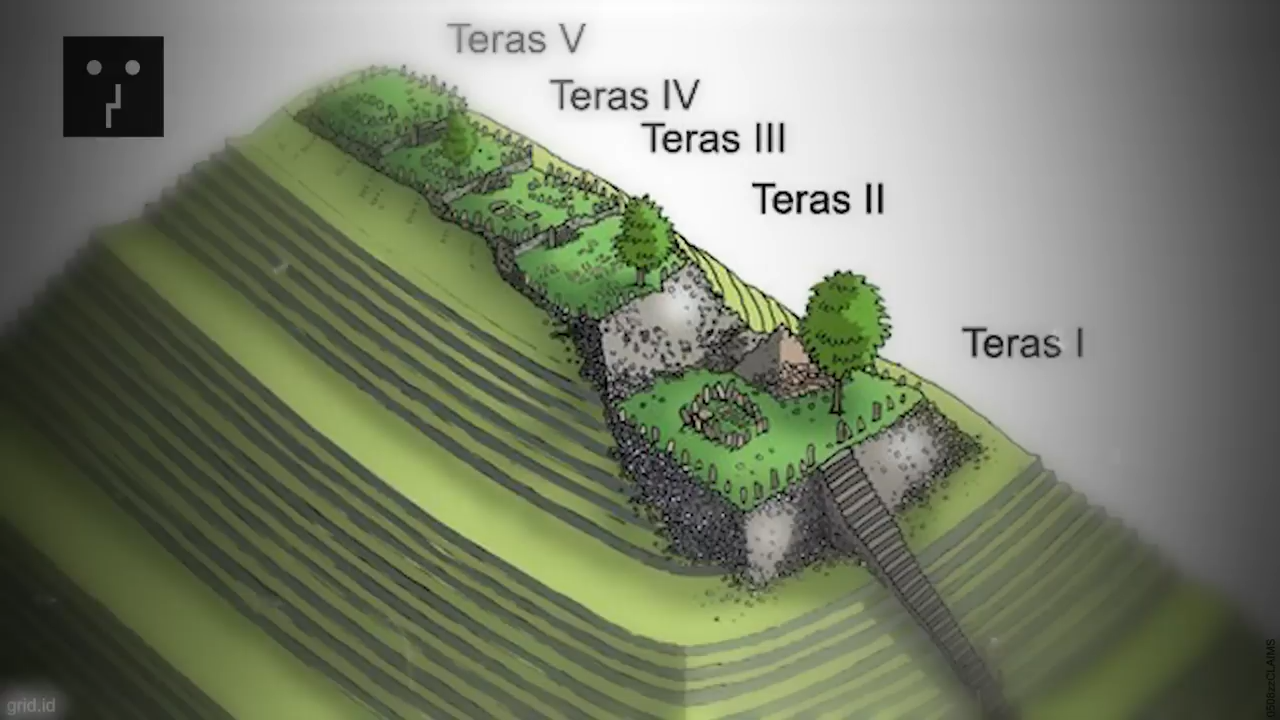 Teras V
Teras IV
Teras III
Teras II
Teras I
grid.id